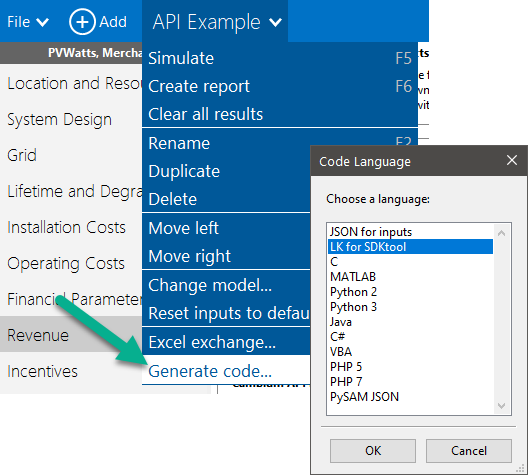 File
Add
API Example
PVWatts, Mercha
Location and Resou
System Design
Grid
Lifetime and Degra
Installation Costs
Operating Costs
Financial Parameter
Revenue
Incentives
Simulate F5
Create report F6
Clear all results
Rename F2
Duplicate
Delete
Move left
Move right
Change model...
Reset inputs to defau
Excel exchange...
Generate code...
Code Language
Choose a language:
JSON for inputs
LK for SDKtool
C
MATLAB
Python 2
Python 3
Java
C#
VBA
PHP 5
PHP 7
PySAM JSON
OK
Cancel